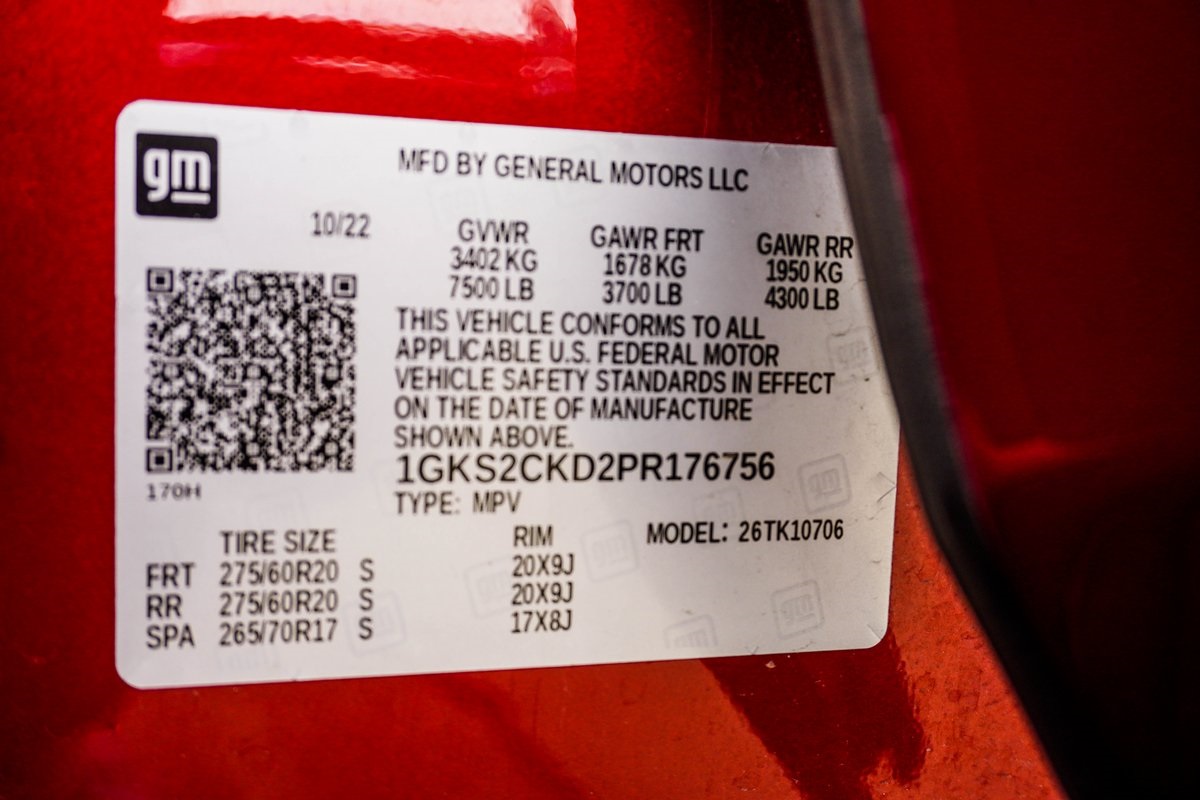 gm
MFD BY GENERAL MOTORS LLC
10/22 GVWR GAWR FRT GAWR RR
3402 KG 1678 KG 1950 KG
7500 LB 3700 LB 4300 LB
THIS VEHICLE CONFORMS TO ALL
APPLICABLE U.S. FEDERAL MOTOR
VEHICLE SAFETY STANDARDS IN EFFECT
ON THE DATE OF MANUFACTURE
SHOWN ABOVE.
1GKS2CKD2PR176756
170H
TYPE: MPV
TIRE SIZE RIM MODEL: 26TK10706
FRT 275/60R20 S 20X9J
RR 275/60R20 S 20X9J
SPA 265/70R17 S 17X8J